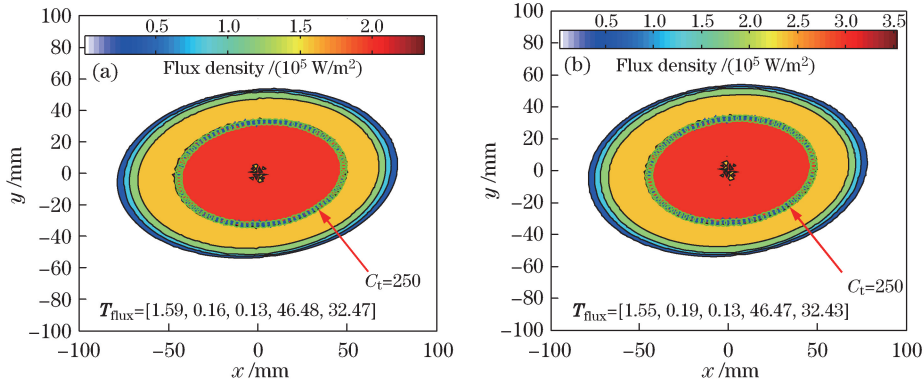 0.5 1.0 1.5 2.0
(a) Flux density /(10⁵ W/m²)
100
80
60
40
20
0
−20
−40
−60
−80
−100
y /mm
Cₜ=250
T_flux=[1.59, 0.16, 0.13, 46.48, 32.47]
−100 −50 0 50 100
x /mm
0.5 1.0 1.5 2.0 2.5 3.0 3.5
(b) Flux density /(10⁵ W/m²)
100
80
60
40
20
0
−20
−40
−60
−80
−100
y /mm
Cₜ=250
T_flux=[1.55, 0.19, 0.13, 46.47, 32.43]
−100 −50 0 50 100
x /mm